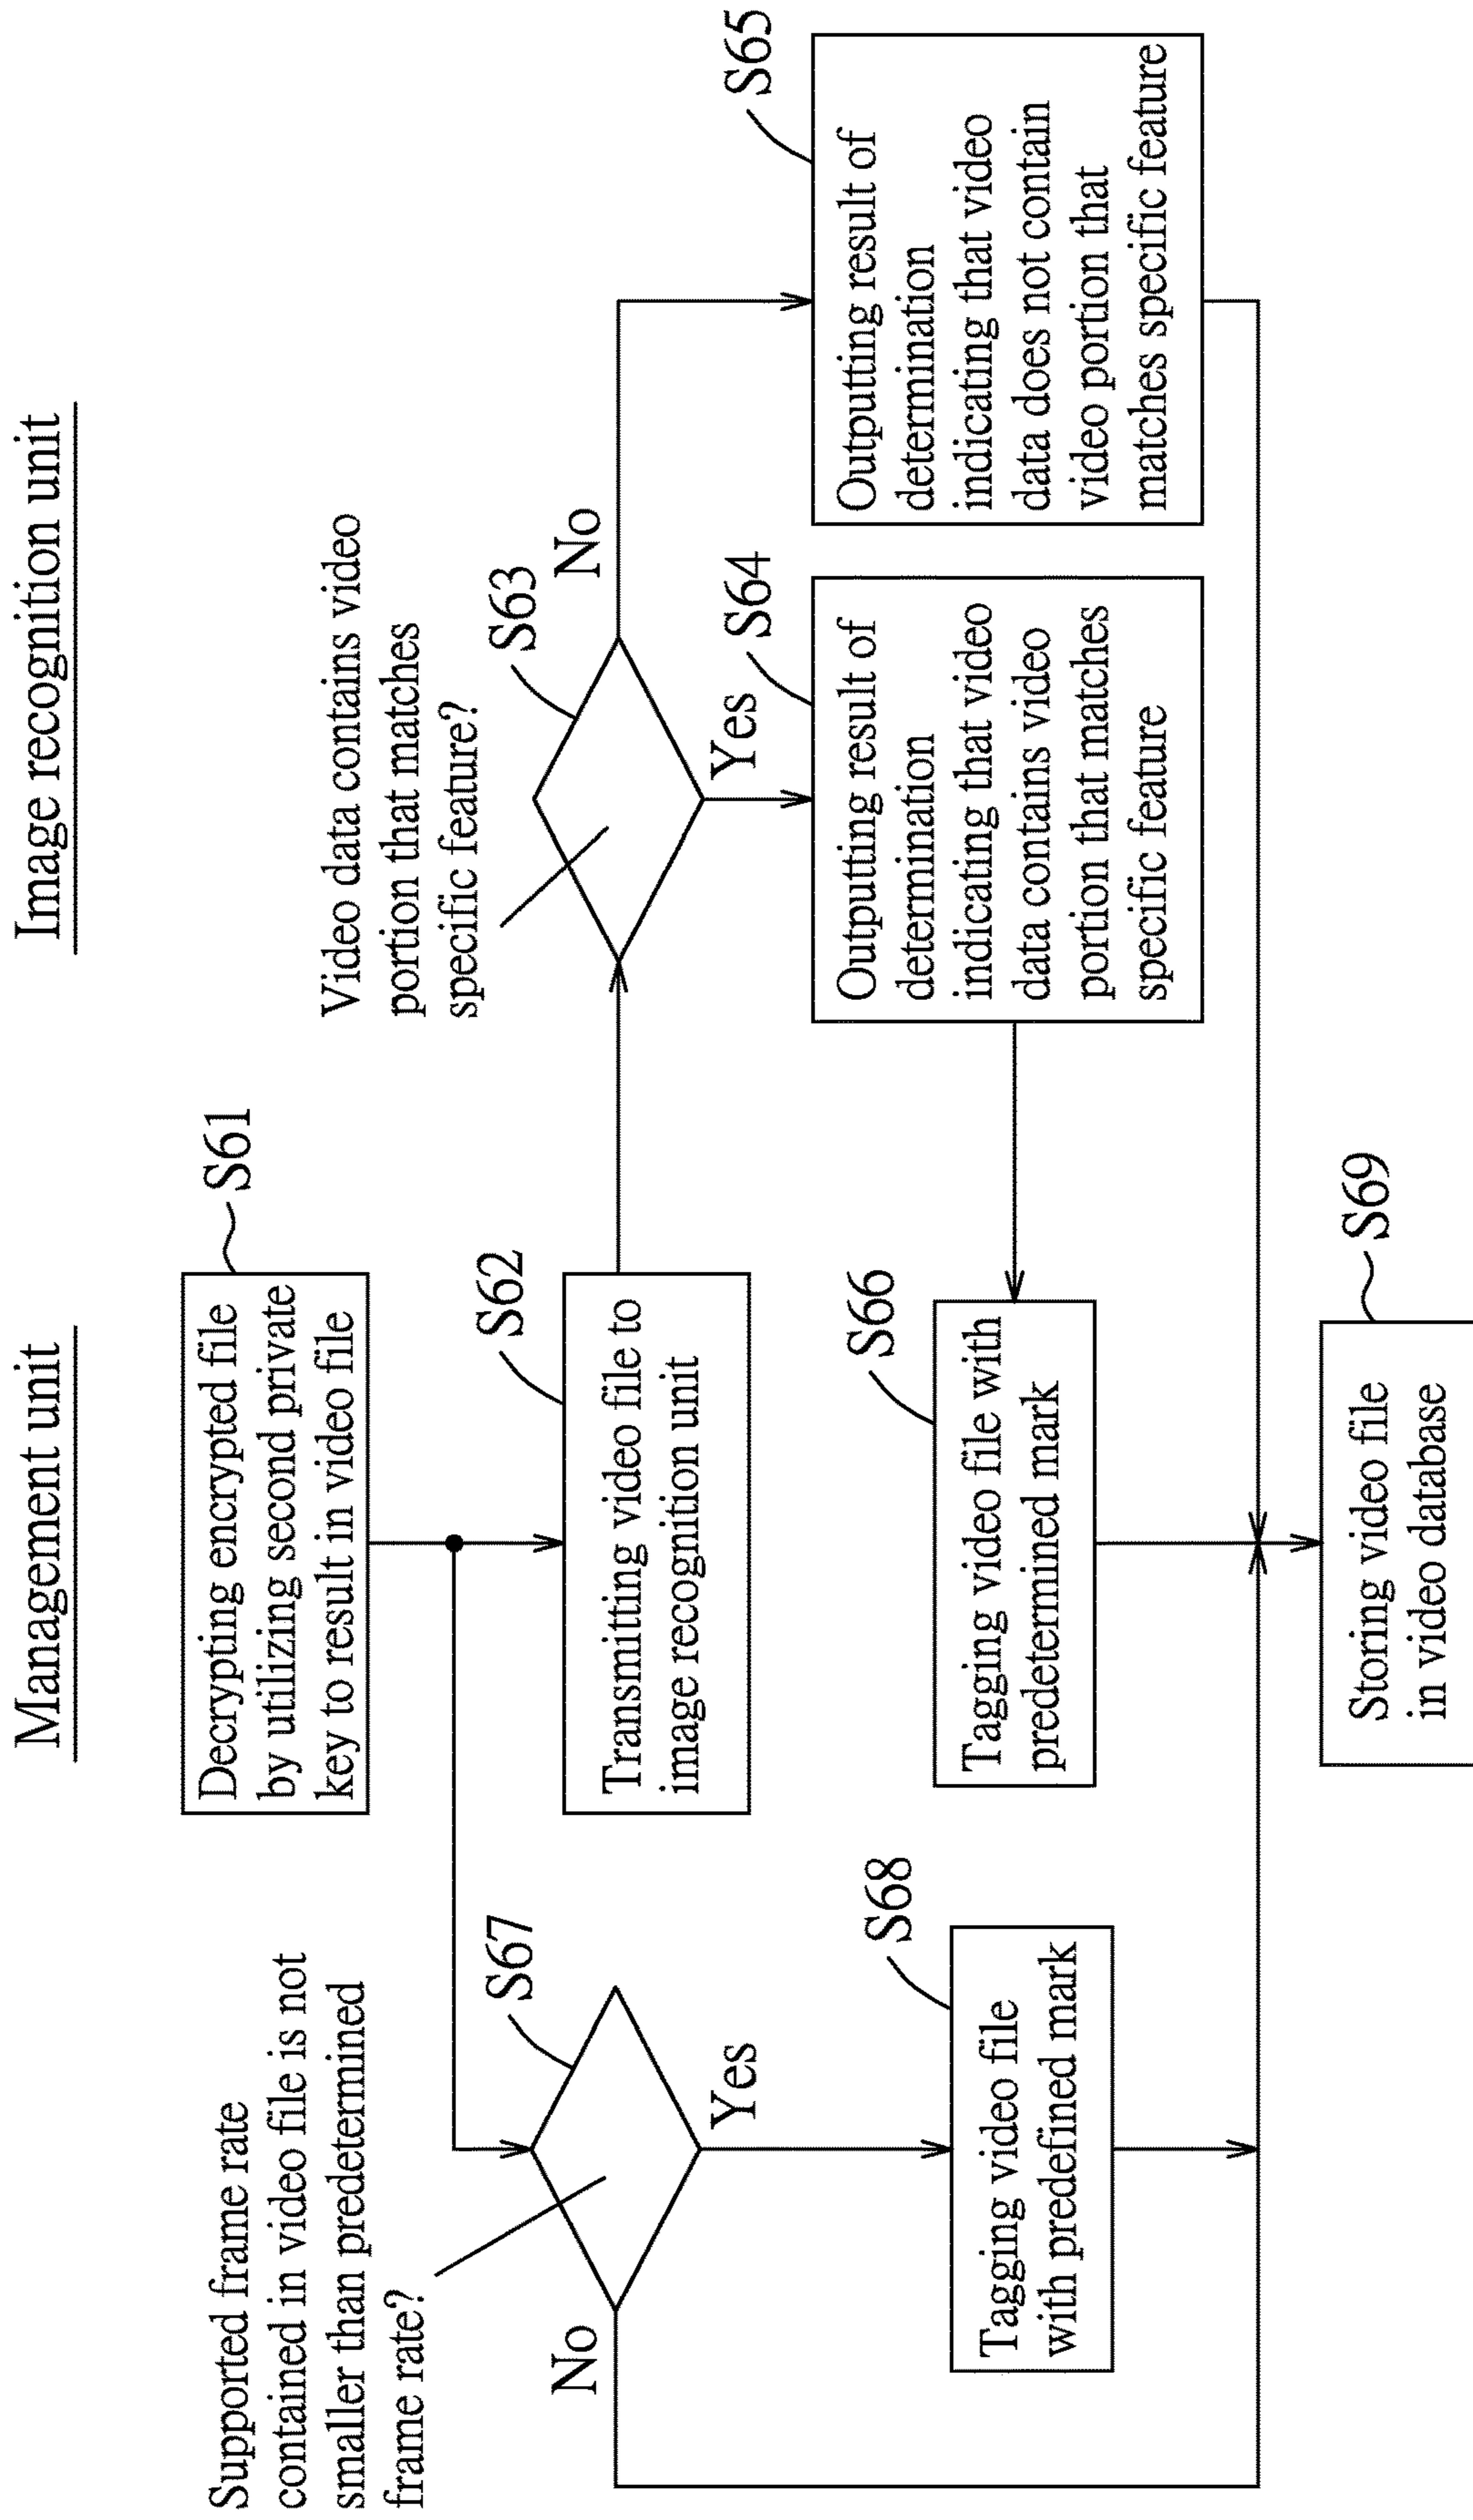 Management unit
Image recognition unit
Decrypting encrypted file
by utilizing second private
key to result in video file
S61
Transmitting video file to
image recognition unit
S62
Video data contains video
portion that matches
specific feature?
S63
No
Yes
S64
Outputting result of
determination
indicating that video
data contains video
portion that matches
specific feature
S65
Outputting result of
determination
indicating that video
data does not contain
video portion that
matches specific feature
S66
Tagging video file with
predetermined mark
Supported frame rate
contained in video file is not
smaller than predetermined
frame rate?
S67
No
Yes
S68
Tagging video file
with predefined mark
S69
Storing video file
in video database